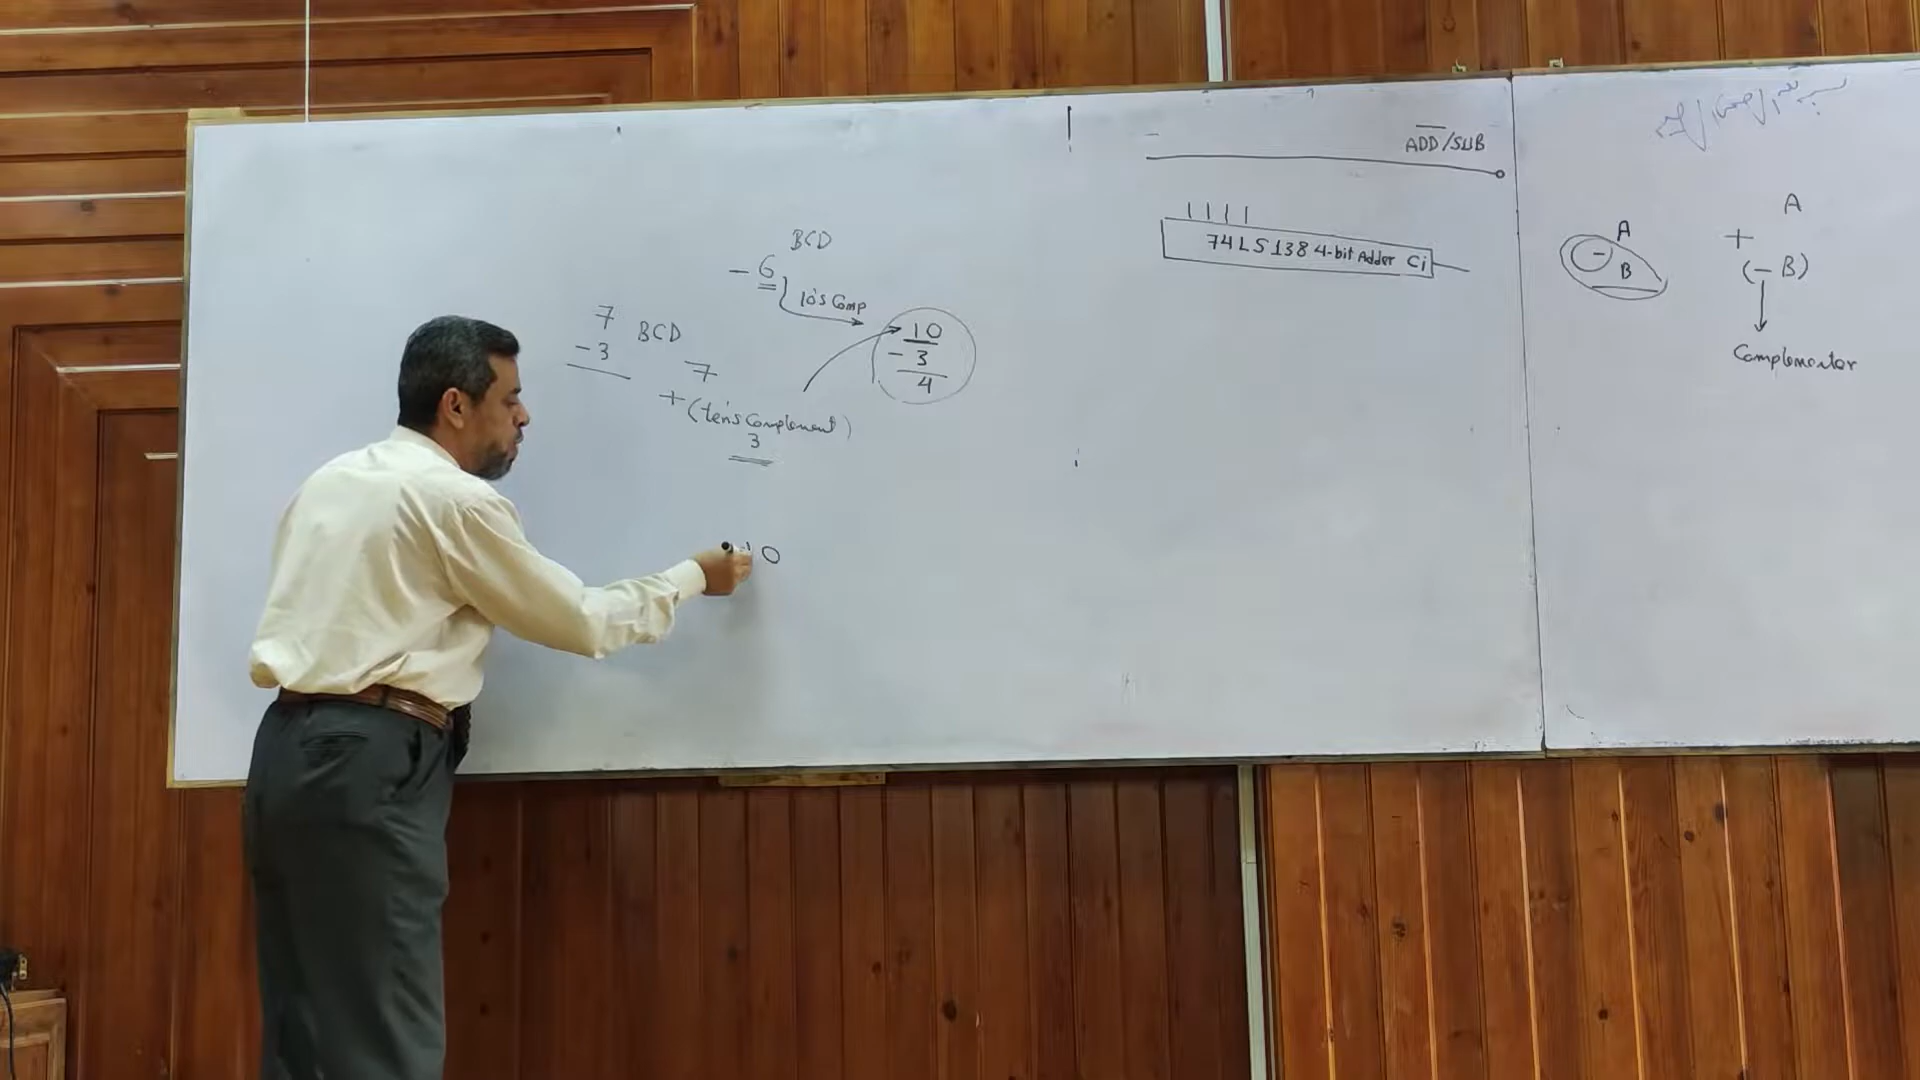 BCD
- 6
10's Comp
7
- 3
BCD
10
- 3
4
7
+ (ten's Complement)
3
10
ADD/SUB
74LS138 4-bit Adder Ci
A
- B
A
+
(- B)
Complementor